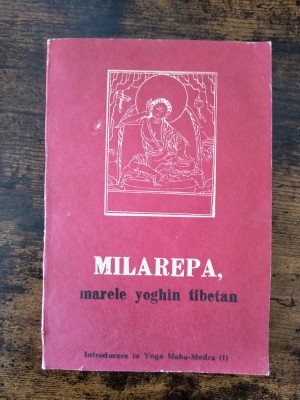 MILAREPA,
marele yoghin tibetan
Introducere în Yoga Maha-Mudra (I)